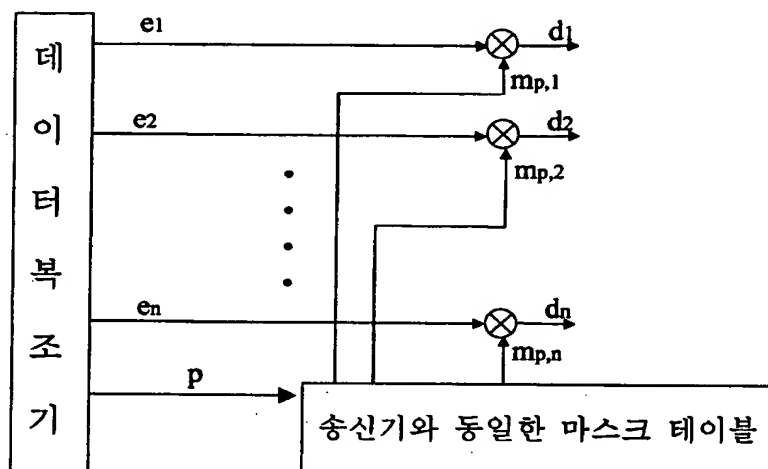 데이터복조기
e1
d1
mp,1
e2
d2
mp,2
en
dn
mp,n
p
송신기와 동일한 마스크 테이블